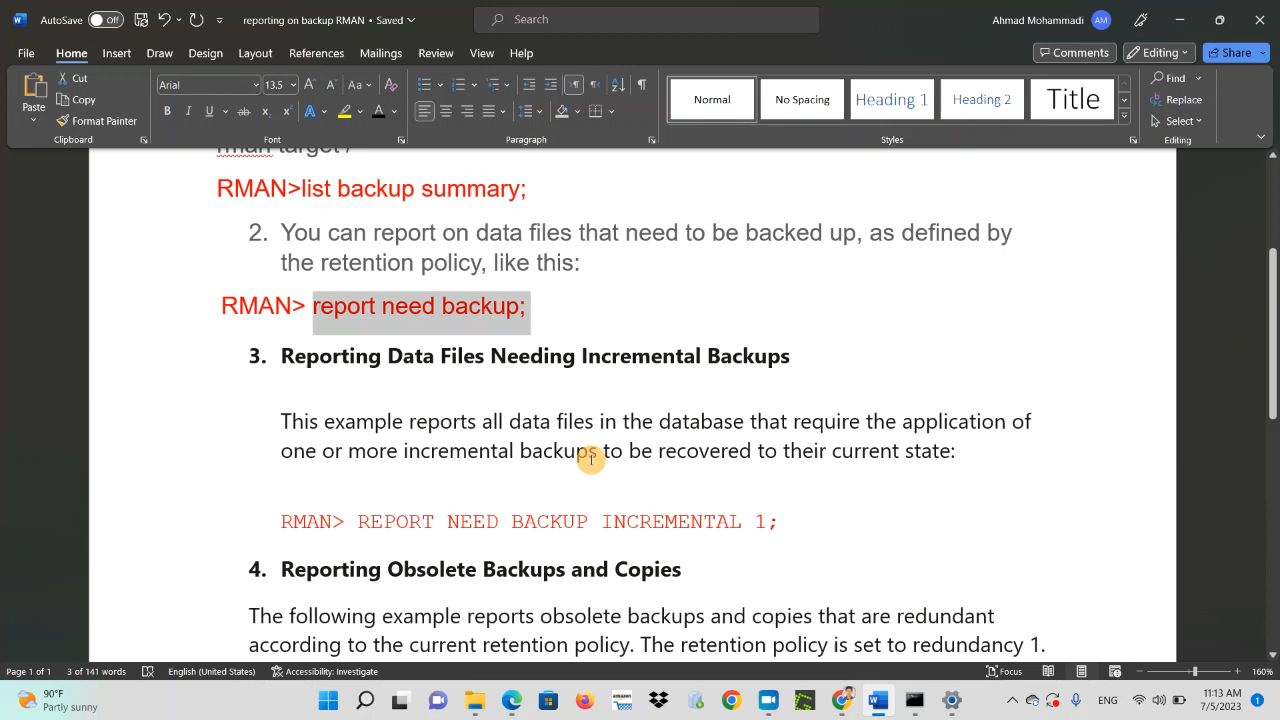 AutoSave Off reporting backup RMAN • Saved Search Ahmad Mohammadi AM
File Home Insert Draw Design Layout References Mailings Review View Help Comments Editing Share
Paste Cut Copy Format Painter Clipboard
Arial 13.5 Aa B I U ab x₂ x² A A Font
Paragraph
Normal No Spacing Heading 1 Heading 2 Title Styles
Find Replace Select Editing
rman target /
RMAN>list backup summary;
2. You can report on data files that need to be backed up, as defined by
the retention policy, like this:
RMAN> report need backup;
3. Reporting Data Files Needing Incremental Backups
This example reports all data files in the database that require the application of
one or more incremental backups to be recovered to their current state:
RMAN> REPORT NEED BACKUP INCREMENTAL 1;
4. Reporting Obsolete Backups and Copies
The following example reports obsolete backups and copies that are redundant
according to the current retention policy. The retention policy is set to redundancy 1.
Page 1 of 1 3 of 141 words English (United States) Accessibility: Investigate Focus 160%
90°F
Partly sunny
amazon
ENG
11:13 AM
7/5/2023
1